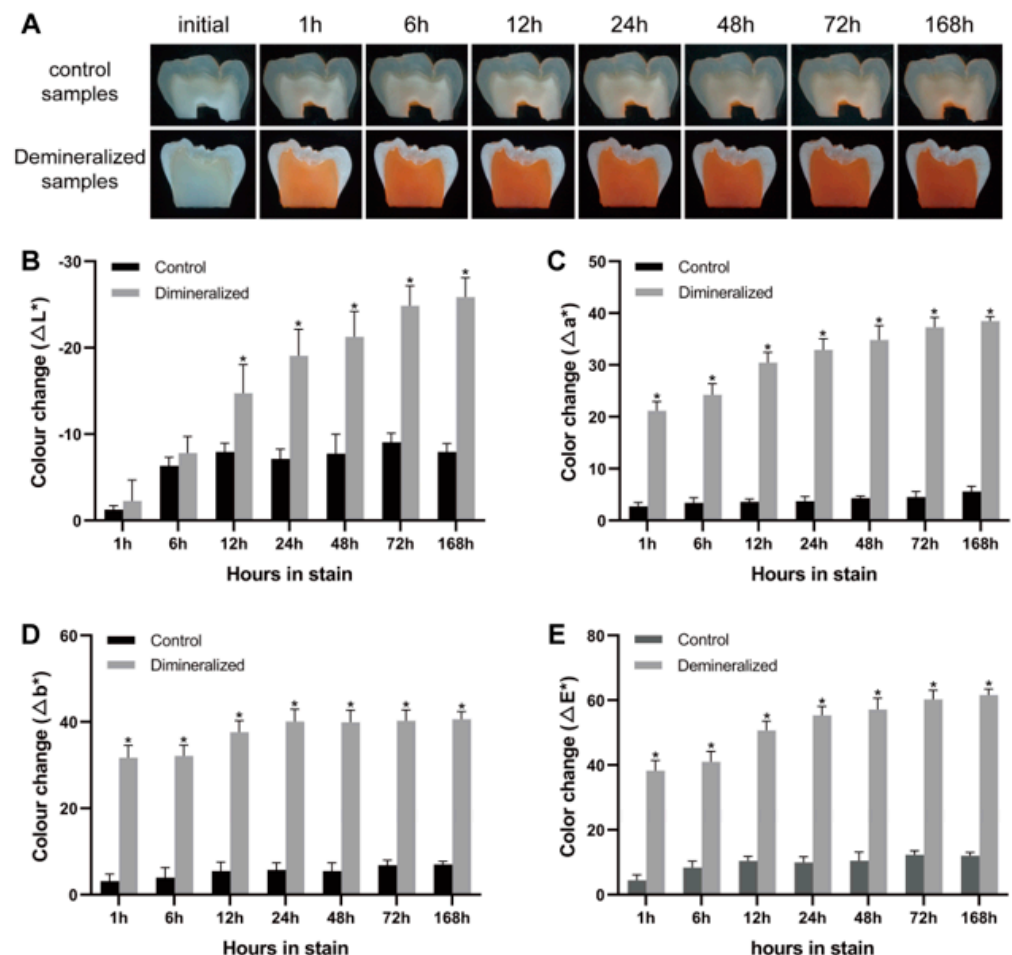 A
initial 1h 6h 12h 24h 48h 72h 168h
control
samples
Demineralized
samples
B
Control
Dimineralized
Colour change (△L*)
-30
-20
-10
0
* * * * *
1h 6h 12h 24h 48h 72h 168h
Hours in stain
C
Control
Dimineralized
Color change (△a*)
50
40
30
20
10
0
* * * * * * *
1h 6h 12h 24h 48h 72h 168h
Hours in stain
D
Control
Dimineralized
Colour change (△b*)
60
40
20
0
* * * * * * *
1h 6h 12h 24h 48h 72h 168h
Hours in stain
E
Control
Demineralized
Color change (△E*)
80
60
40
20
0
* * * * * * *
1h 6h 12h 24h 48h 72h 168h
hours in stain